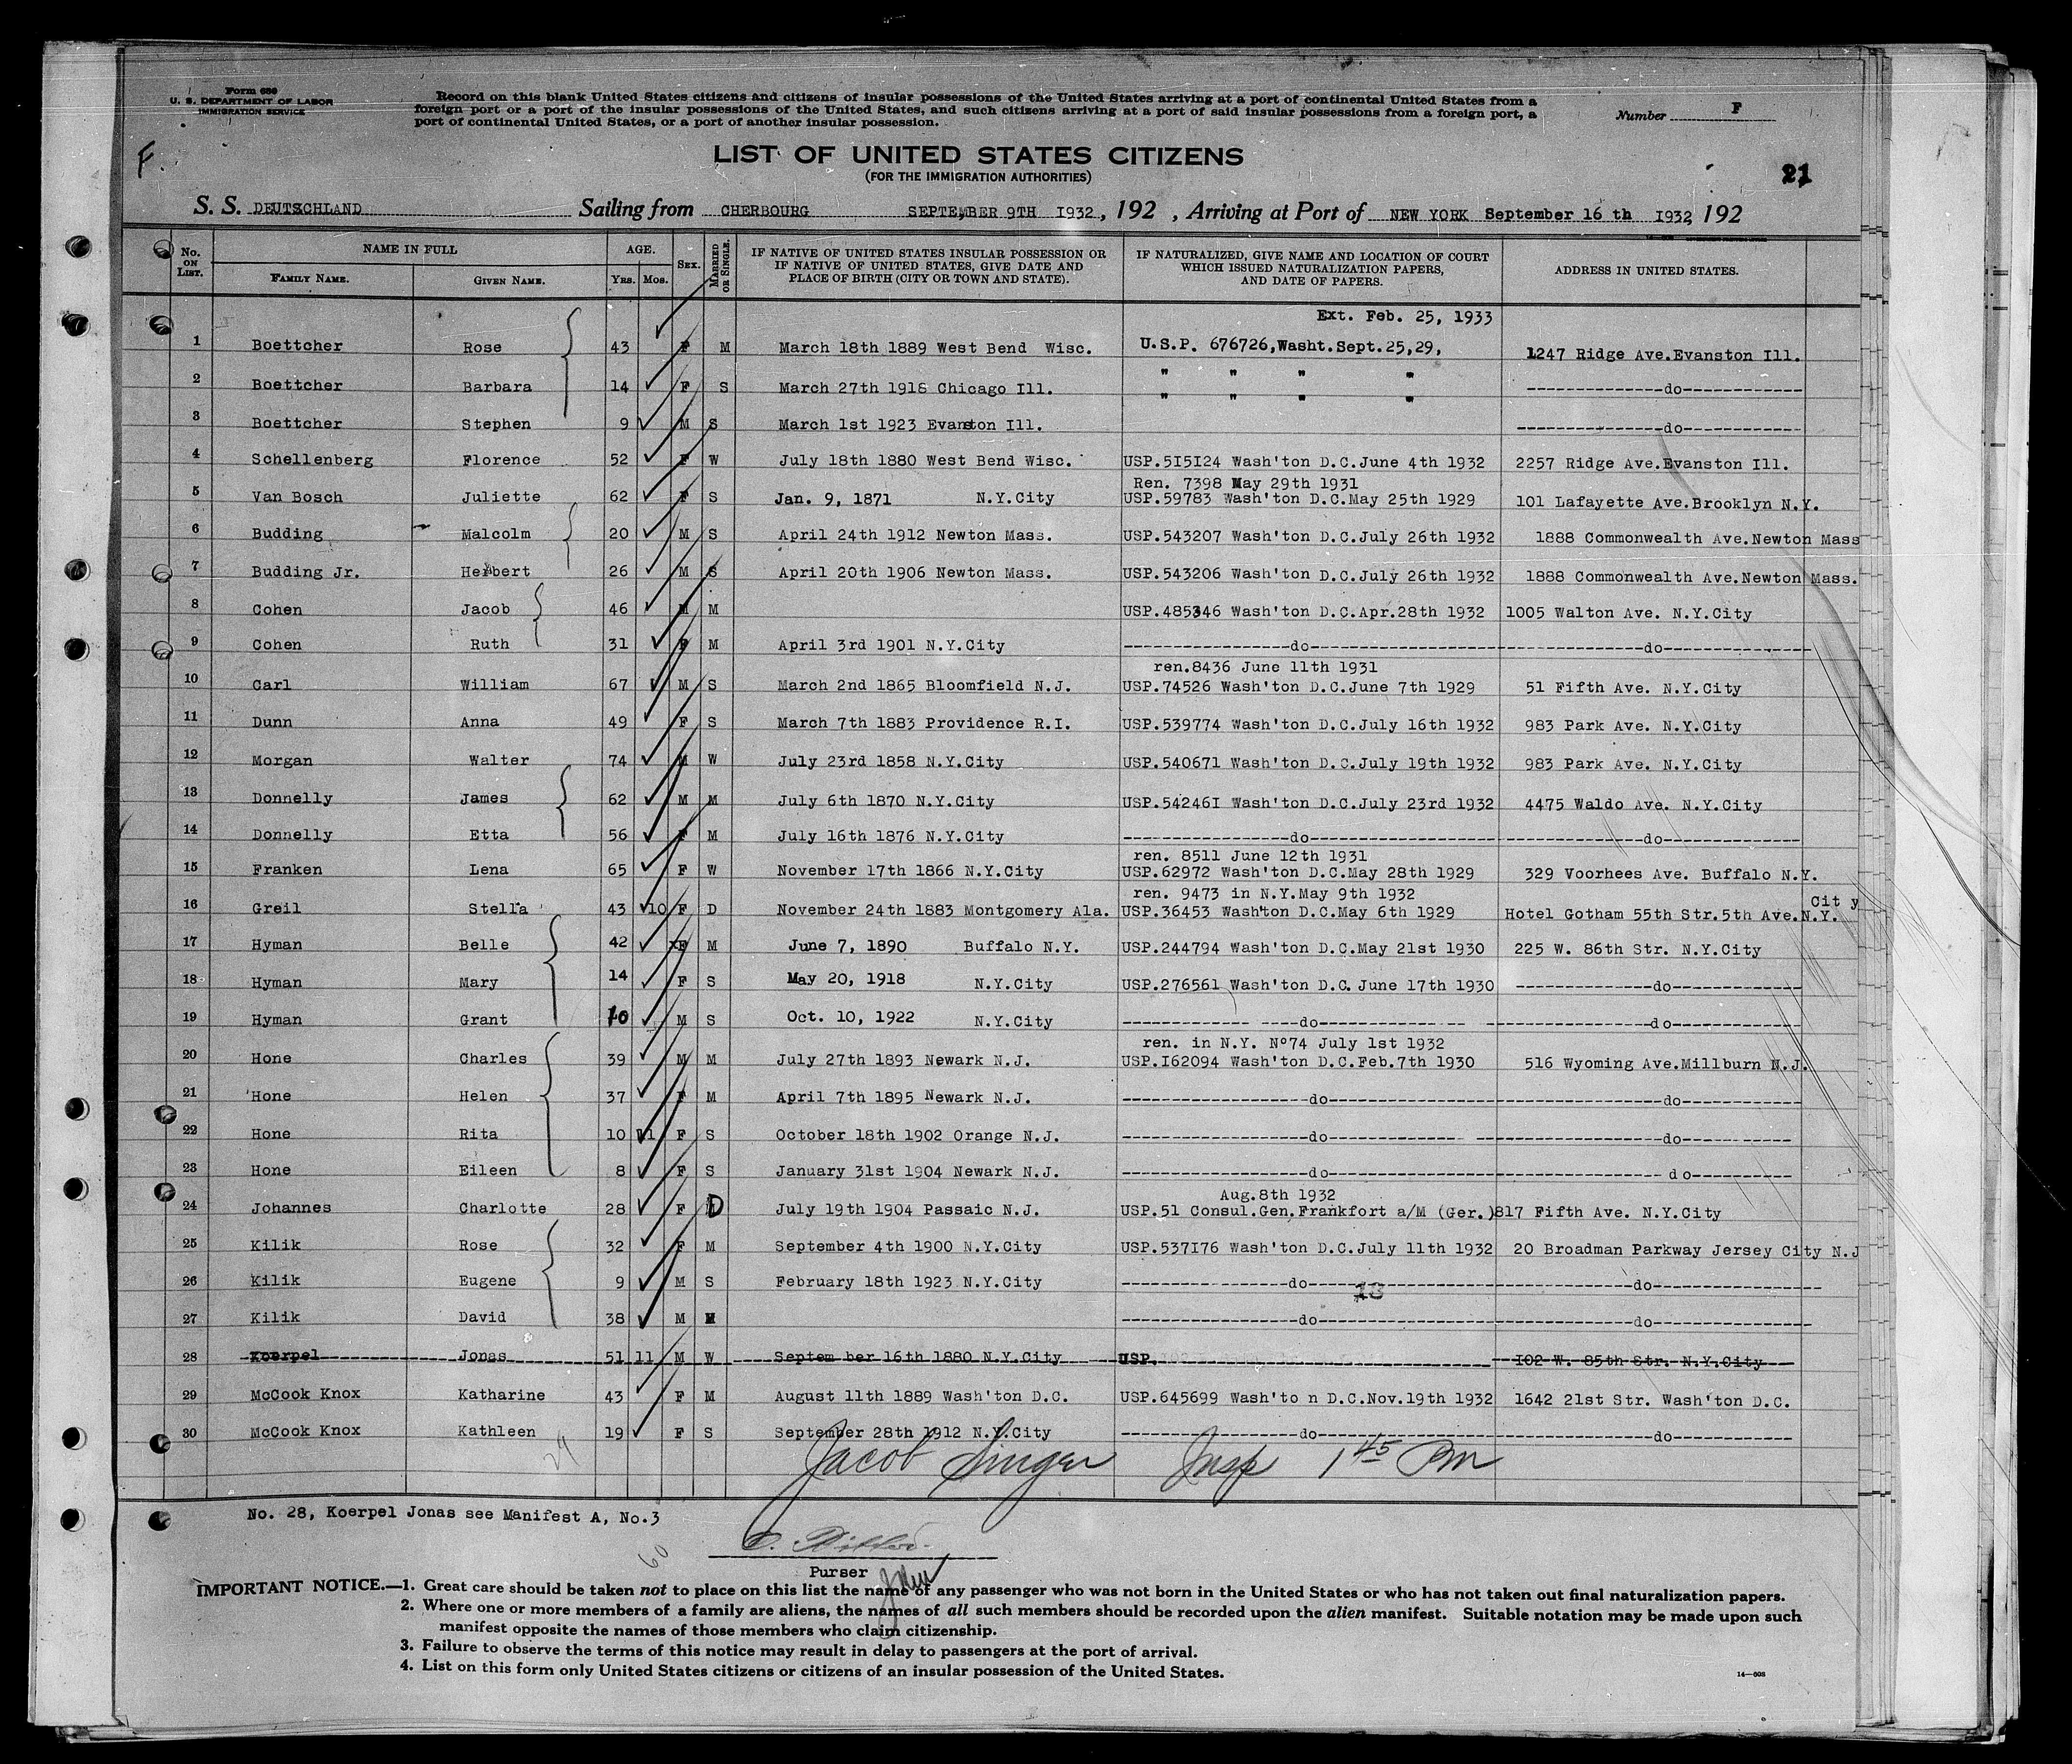 Form 630
U. S. DEPARTMENT OF LABOR
IMMIGRATION SERVICE
Record on this blank United States citizens and citizens of insular possessions of the United States arriving at a port of continental United States from a
foreign port or a port of the insular possessions of the United States, and such citizens arriving at a port of said insular possessions from a foreign port, a
port of continental United States, or a port of another insular possession.
Number F
F.
LIST OF UNITED STATES CITIZENS
(FOR THE IMMIGRATION AUTHORITIES)
21
S. S. DEUTSCHLAND Sailing from CHERBOURG SEPTEMBER 9TH 1932, 192 , Arriving at Port of NEW YORK September 16 th 1932 192
No. ON LIST. NAME IN FULL FAMILY NAME. GIVEN NAME. AGE. YRS. MOS. SEX. MARRIED OR SINGLE. IF NATIVE OF UNITED STATES INSULAR POSSESSION OR IF NATIVE OF UNITED STATES, GIVE DATE AND PLACE OF BIRTH (CITY OR TOWN AND STATE). IF NATURALIZED, GIVE NAME AND LOCATION OF COURT WHICH ISSUED NATURALIZATION PAPERS, AND DATE OF PAPERS. ADDRESS IN UNITED STATES.
Ext. Feb. 25, 1933
1 Boettcher Rose 43 F M March 18th 1889 West Bend Wisc. U.S.P. 676726,Washt.Sept.25,29, 1247 Ridge Ave.Evanston Ill.
2 Boettcher Barbara 14 F S March 27th 1918 Chicago Ill. " " " " do
3 Boettcher Stephen 9 M S March 1st 1923 Evanston Ill. " " " " do
4 Schellenberg Florence 52 F W July 18th 1880 West Bend Wisc. USP.515124 Wash'ton D.C.June 4th 1932 2257 Ridge Ave.Evanston Ill.
Ren. 7398 May 29th 1931
5 Van Bosch Juliette 62 F S Jan. 9, 1871 N.Y.City USP.59783 Wash'ton D.C.May 25th 1929 101 Lafayette Ave.Brooklyn N.Y.
6 Budding Malcolm 20 M S April 24th 1912 Newton Mass. USP.543207 Wash'ton D.C.July 26th 1932 1888 Commonwealth Ave.Newton Mass
7 Budding Jr. Herbert 26 M S April 20th 1906 Newton Mass. USP.543206 Wash'ton D.C.July 26th 1932 1888 Commonwealth Ave.Newton Mass.
8 Cohen Jacob 46 M M USP.485346 Wash'ton D.C.Apr.28th 1932 1005 Walton Ave. N.Y.City
9 Cohen Ruth 31 F M April 3rd 1901 N.Y.City do do
ren.8436 June 11th 1931
10 Carl William 67 M S March 2nd 1865 Bloomfield N.J. USP.74526 Wash'ton D.C.June 7th 1929 51 Fifth Ave. N.Y.City
11 Dunn Anna 49 F S March 7th 1883 Providence R.I. USP.539774 Wash'ton D.C.July 16th 1932 983 Park Ave. N.Y.City
12 Morgan Walter 74 M W July 23rd 1858 N.Y.City USP.540671 Wash'ton D.C.July 19th 1932 983 Park Ave. N.Y.City
13 Donnelly James 62 M M July 6th 1870 N.Y.City USP.542461 Wash'ton D.C.July 23rd 1932 4475 Waldo Ave. N.Y.City
14 Donnelly Etta 56 F M July 16th 1876 N.Y.City do do
ren. 8511 June 12th 1931
15 Franken Lena 65 F W November 17th 1866 N.Y.City USP.62972 Wash'ton D.C.May 28th 1929 329 Voorhees Ave. Buffalo N.Y.
ren. 9473 in N.Y.May 9th 1932
16 Greil Stella 43 10 F D November 24th 1883 Montgomery Ala. USP.36453 Wash'ton D.C.May 6th 1929 Hotel Gotham 55th Str.5th Ave.N.Y. City
17 Hyman Belle 42 F M June 7, 1890 Buffalo N.Y. USP.244794 Wash'ton D.C.May 21st 1930 225 W. 86th Str. N.Y.City
18 Hyman Mary 14 F S May 20, 1918 N.Y.City USP.276561 Wash'ton D.C. June 17th 1930 do
19 Hyman Grant 10 M S Oct. 10, 1922 N.Y.City do do
ren. in N.Y. Nº74 July 1st 1932
20 Hone Charles 39 M M July 27th 1893 Newark N.J. USP.162094 Wash'ton D.C.Feb.7th 1930 516 Wyoming Ave.Millburn N.J.
21 Hone Helen 37 F M April 7th 1895 Newark N.J. do do
22 Hone Rita 10 11 F S October 18th 1902 Orange N.J. do do
23 Hone Eileen 8 F S January 31st 1904 Newark N.J. do do
Aug.8th 1932
24 Johannes Charlotte 28 F D July 19th 1904 Passaic N.J. USP.51 Consul.Gen.Frankfort a/M (Ger.) 817 Fifth Ave. N.Y.City
25 Kilik Rose 32 F M September 4th 1900 N.Y.City USP.537176 Wash'ton D.C.July 11th 1932 20 Broadman Parkway Jersey City N.J
26 Kilik Eugene 9 M S February 18th 1923 N.Y.City do do
18
27 Kilik David 38 M M do do
28 Koerpel Jonas 51 11 M W Septem ber 16th 1880 N.Y.City USP. 102 W. 85th Str. N.Y.City
29 McCook Knox Katharine 43 F M August 11th 1889 Wash'ton D.C. USP.645699 Wash'to n D.C.Nov.19th 1932 1642 21st Str. Wash'ton D.C.
30 McCook Knox Kathleen 19 F S September 28th 1912 N.Y.City do do
29
Jacob Singer Insp 1 45 PM
No. 28, Koerpel Jonas see Manifest A, No.3
60
Purser
IMPORTANT NOTICE.—1. Great care should be taken not to place on this list the name of any passenger who was not born in the United States or who has not taken out final naturalization papers.
2. Where one or more members of a family are aliens, the names of all such members should be recorded upon the alien manifest. Suitable notation may be made upon such
manifest opposite the names of those members who claim citizenship.
3. Failure to observe the terms of this notice may result in delay to passengers at the port of arrival.
4. List on this form only United States citizens or citizens of an insular possession of the United States.
14—608